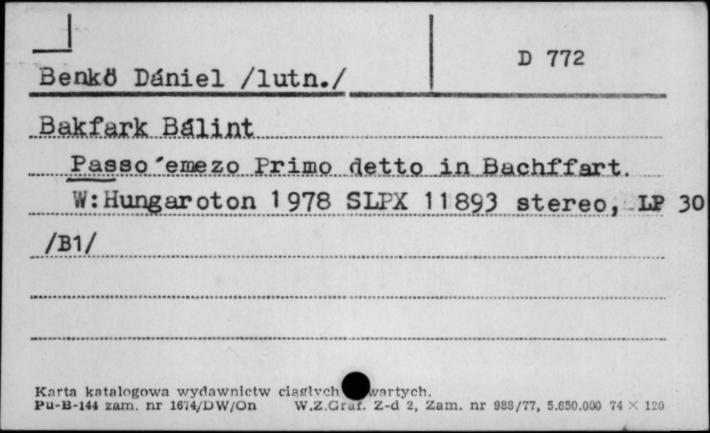 D 772
Benkő Dániel /lutn./
Bakfark Bálint
Passo´emezo Primo detto in Bachffart.
W:Hungaroton 1978 SLPX 11893 stereo, LP 30
/B1/
Karta katalogowa wydawnictw ciągłych wartych.
Pu-B-144 zam. nr 1674/DW/On W.Z.Graf. Z-d 2, Zam. nr 988/77, 5.650.000 74 × 120